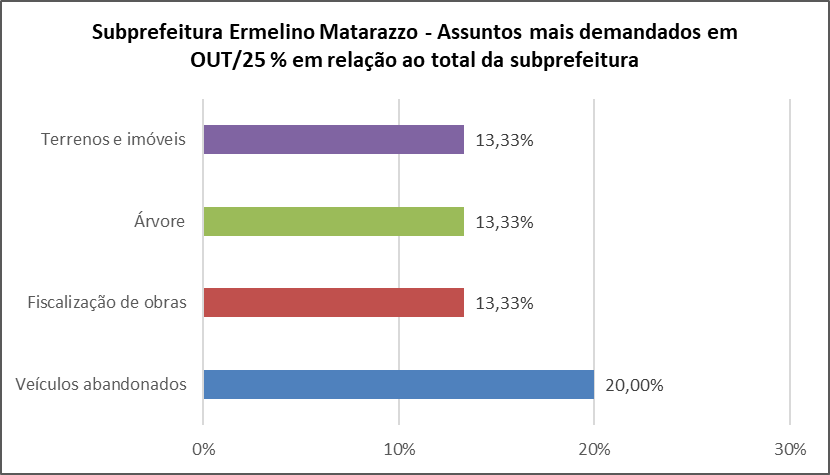 Subprefeitura Ermelino Matarazzo - Assuntos mais demandados em
OUT/25 % em relação ao total da subprefeitura
Terrenos e imóveis
13,33%
Árvore
13,33%
Fiscalização de obras
13,33%
Veículos abandonados
20,00%
0%
10%
20%
30%